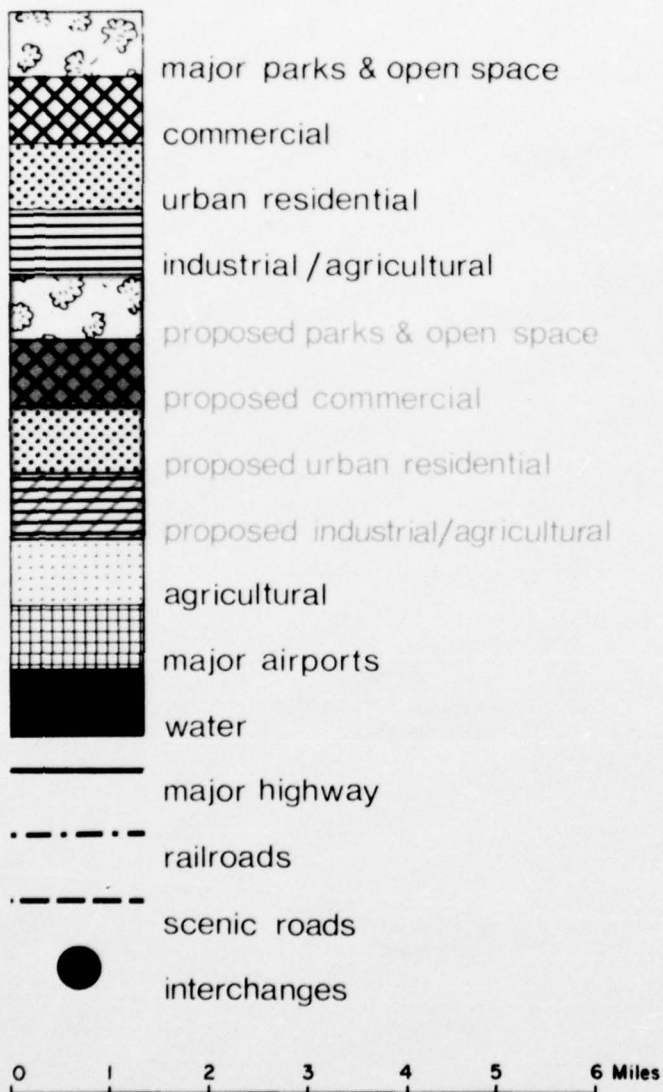 major parks & open space
commercial
urban residential
industrial / agricultural
proposed parks & open space
proposed commercial
proposed urban residential
proposed industrial/agricultural
agricultural
major airports
water
major highway
railroads
scenic roads
interchanges
0 1 2 3 4 5 6 Miles